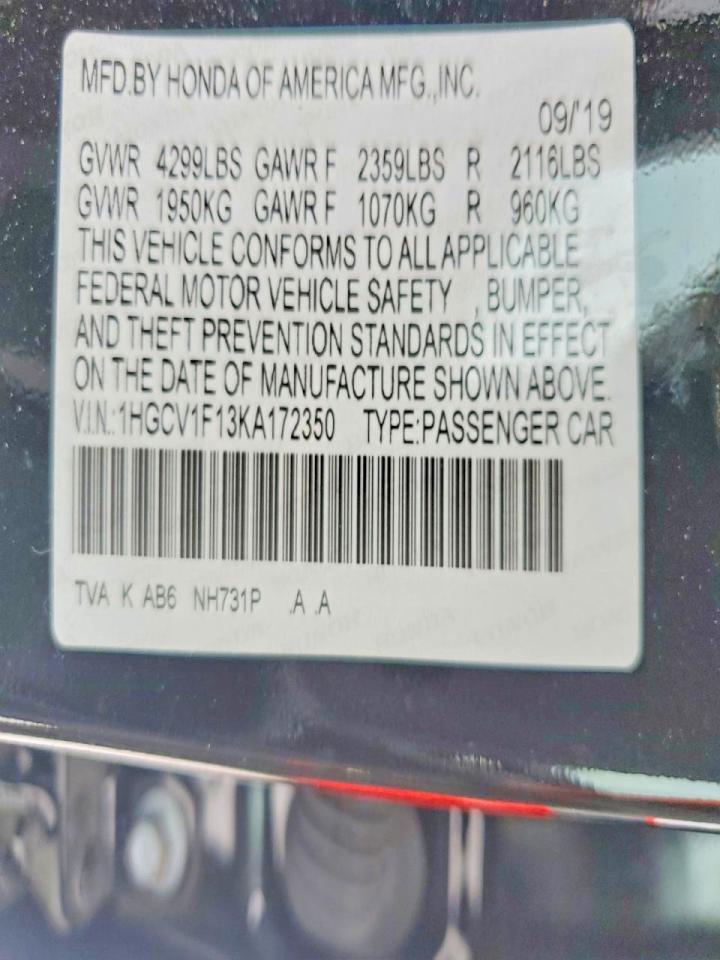 MFD.BY HONDA OF AMERICA MFG.,INC.
09/'19
GVWR 4299LBS GAWR F 2359LBS R 2116LBS
GVWR 1950KG GAWR F 1070KG R 960KG
THIS VEHICLE CONFORMS TO ALL APPLICABLE
FEDERAL MOTOR VEHICLE SAFETY , BUMPER,
AND THEFT PREVENTION STANDARDS IN EFFECT
ON THE DATE OF MANUFACTURE SHOWN ABOVE.
V.I.N.:1HGCV1F13KA172350 TYPE:PASSENGER CAR
TVA K AB6 NH731P .A .A